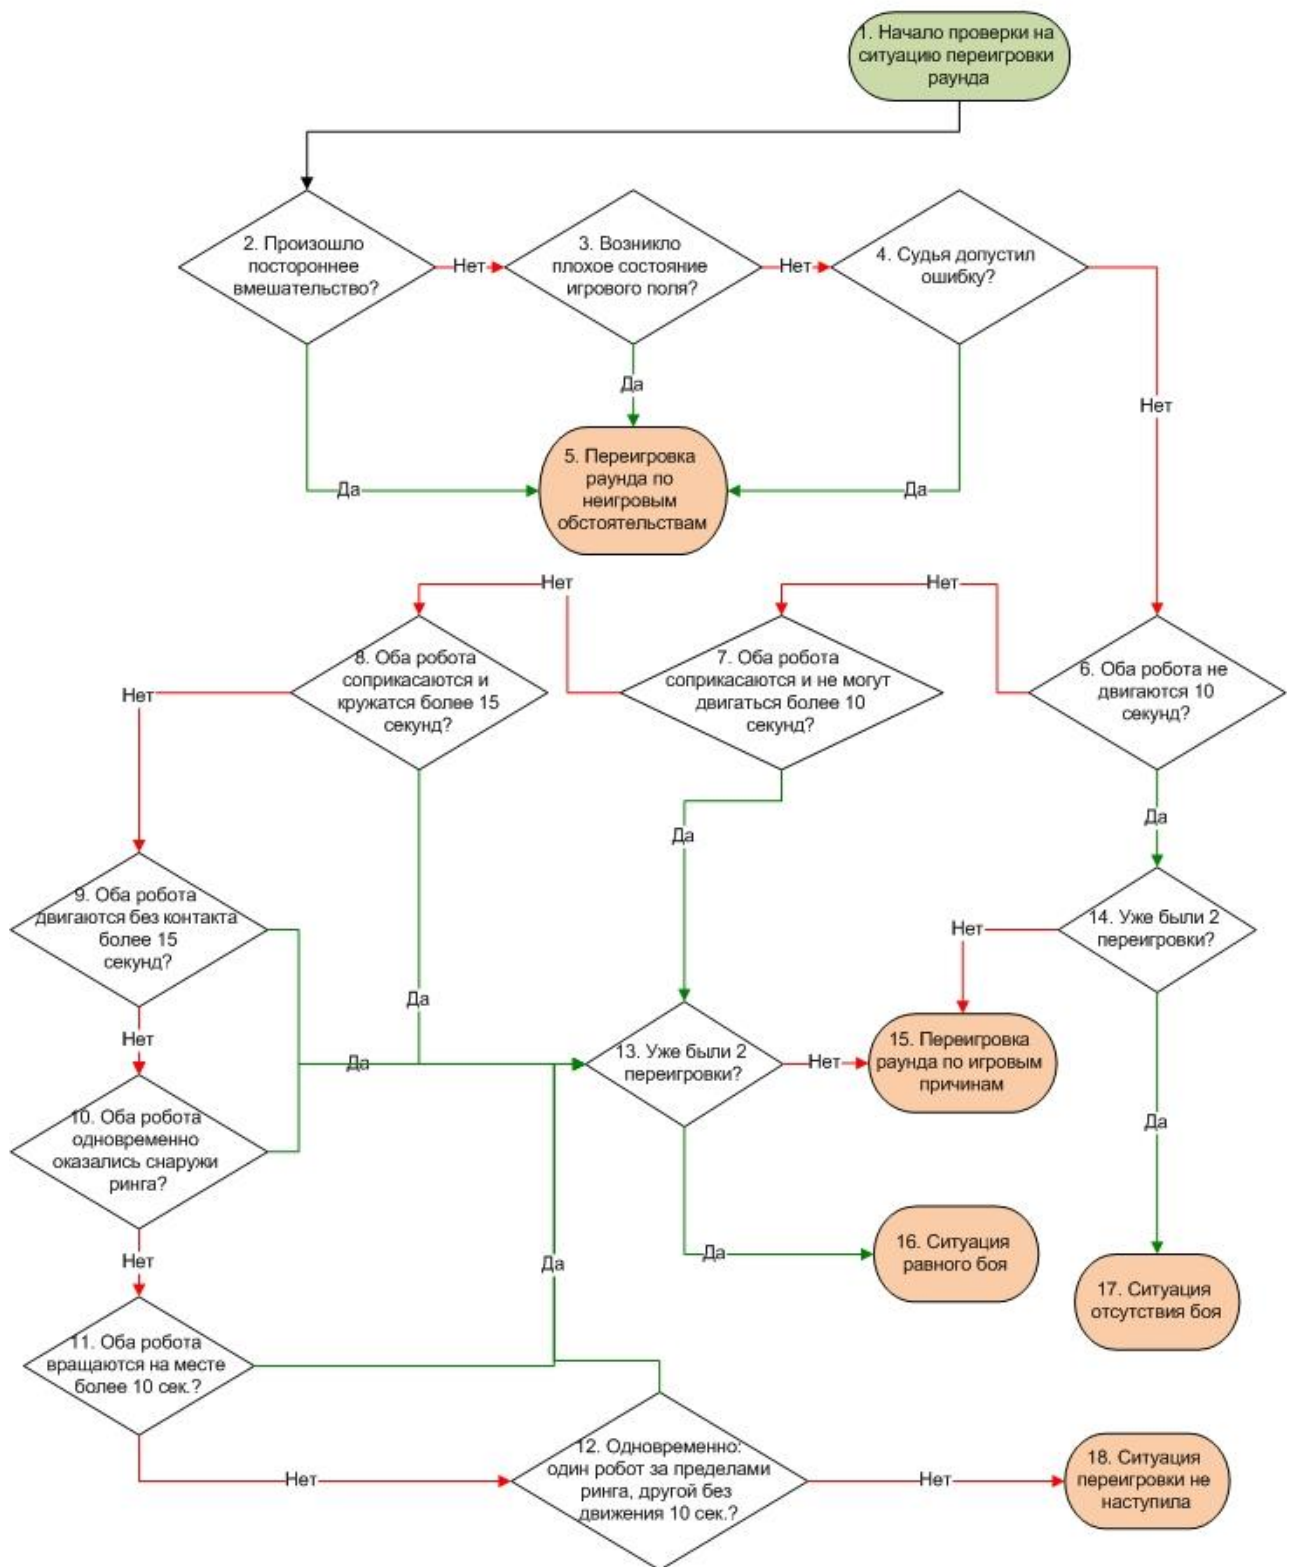 1. Начало проверки на
ситуацию переигровки
раунда
2. Произошло
постороннее
вмешательство?
Нет
3. Возникло
плохое состояние
игрового поля?
Нет
4. Судья допустил
ошибку?
Да
Нет
5. Переигровка
раунда по
неигровым
обстоятельствам
Да
Да
Нет
Нет
8. Оба робота
соприкасаются и
кружатся более 15
секунд?
7. Оба робота
соприкасаются и не могут
двигаться более 10
секунд?
6. Оба робота не
двигаются 10
секунд?
Нет
Да
Да
9. Оба робота
двигаются без контакта
более 15
секунд?
14. Уже были 2
переигровки?
Нет
Да
Нет
13. Уже были 2
переигровки?
Нет
15. Переигровка
раунда по игровым
причинам
Да
10. Оба робота
одновременно
оказались снаружи
ринга?
Да
Нет
Да
Да
16. Ситуация
равного боя
17. Ситуация
отсутствия боя
11. Оба робота
вращаются на месте
более 10 сек.?
Нет
12. Одновременно:
один робот за пределами
ринга, другой без
движения 10 сек.?
Нет
18. Ситуация
переигровки не
наступила